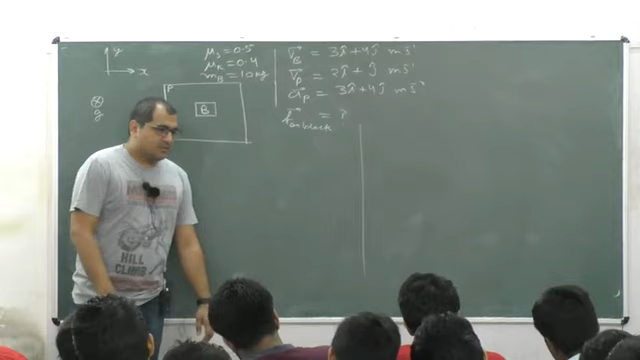 y
x
μs = 0.5
μk = 0.4
mB = 10 kg
P
B
⊗ g
v⃗B = 3î + 4ĵ ms⁻¹
v⃗P = 2î + ĵ ms⁻¹
a⃗P = 3î + 4ĵ ms⁻²
f⃗ on block = ?
HILL
CLIMB